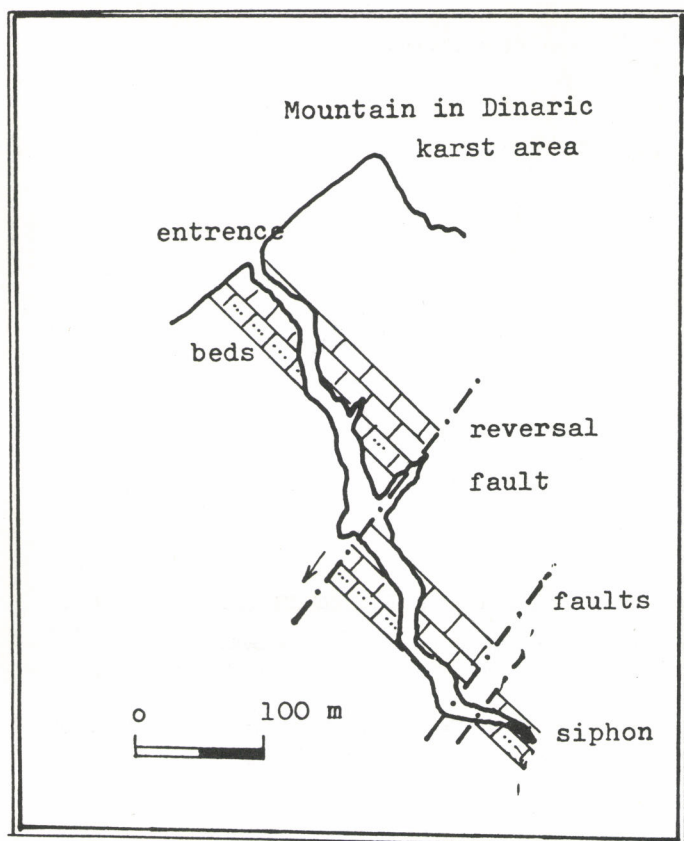 Mountain in Dinaric
karst area
entrence
beds
reversal
fault
faults
o 100 m
siphon